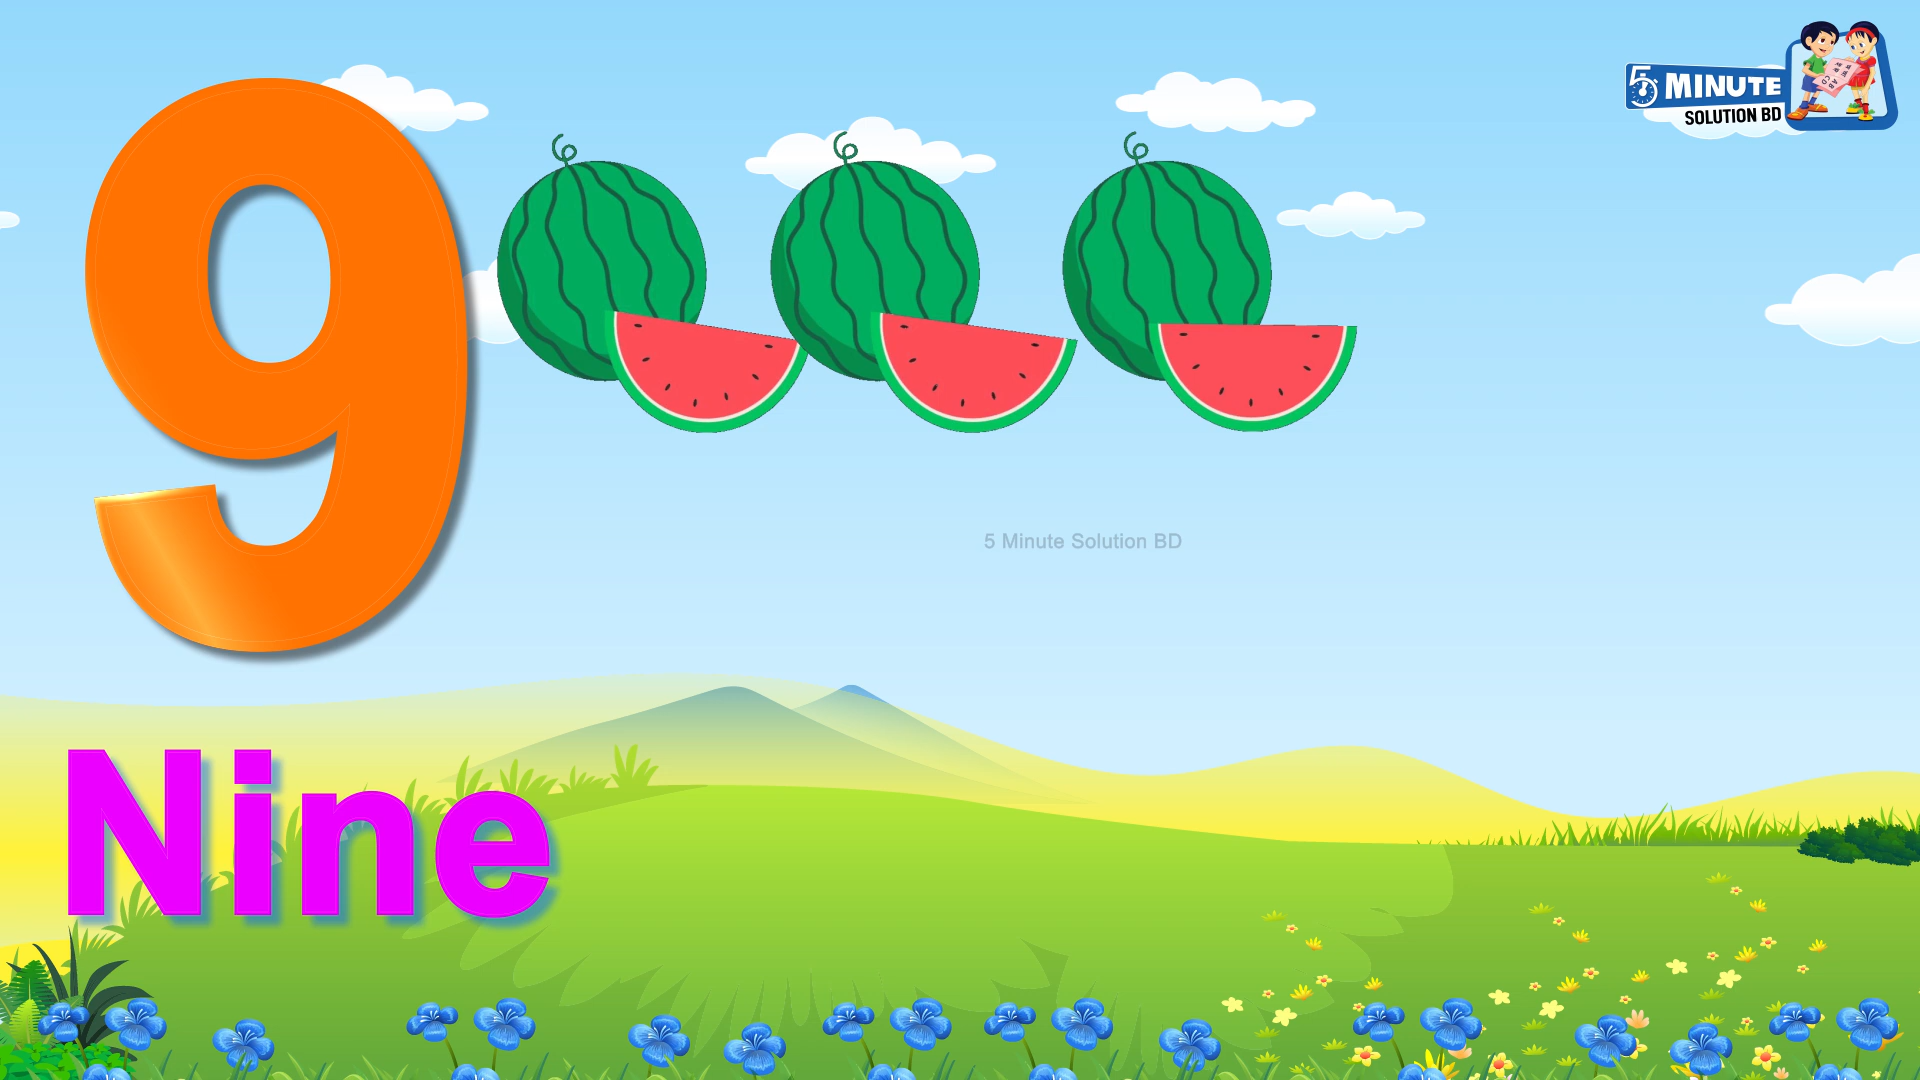 9
5 MINUTE
SOLUTION BD
5 Minute Solution BD
Nine